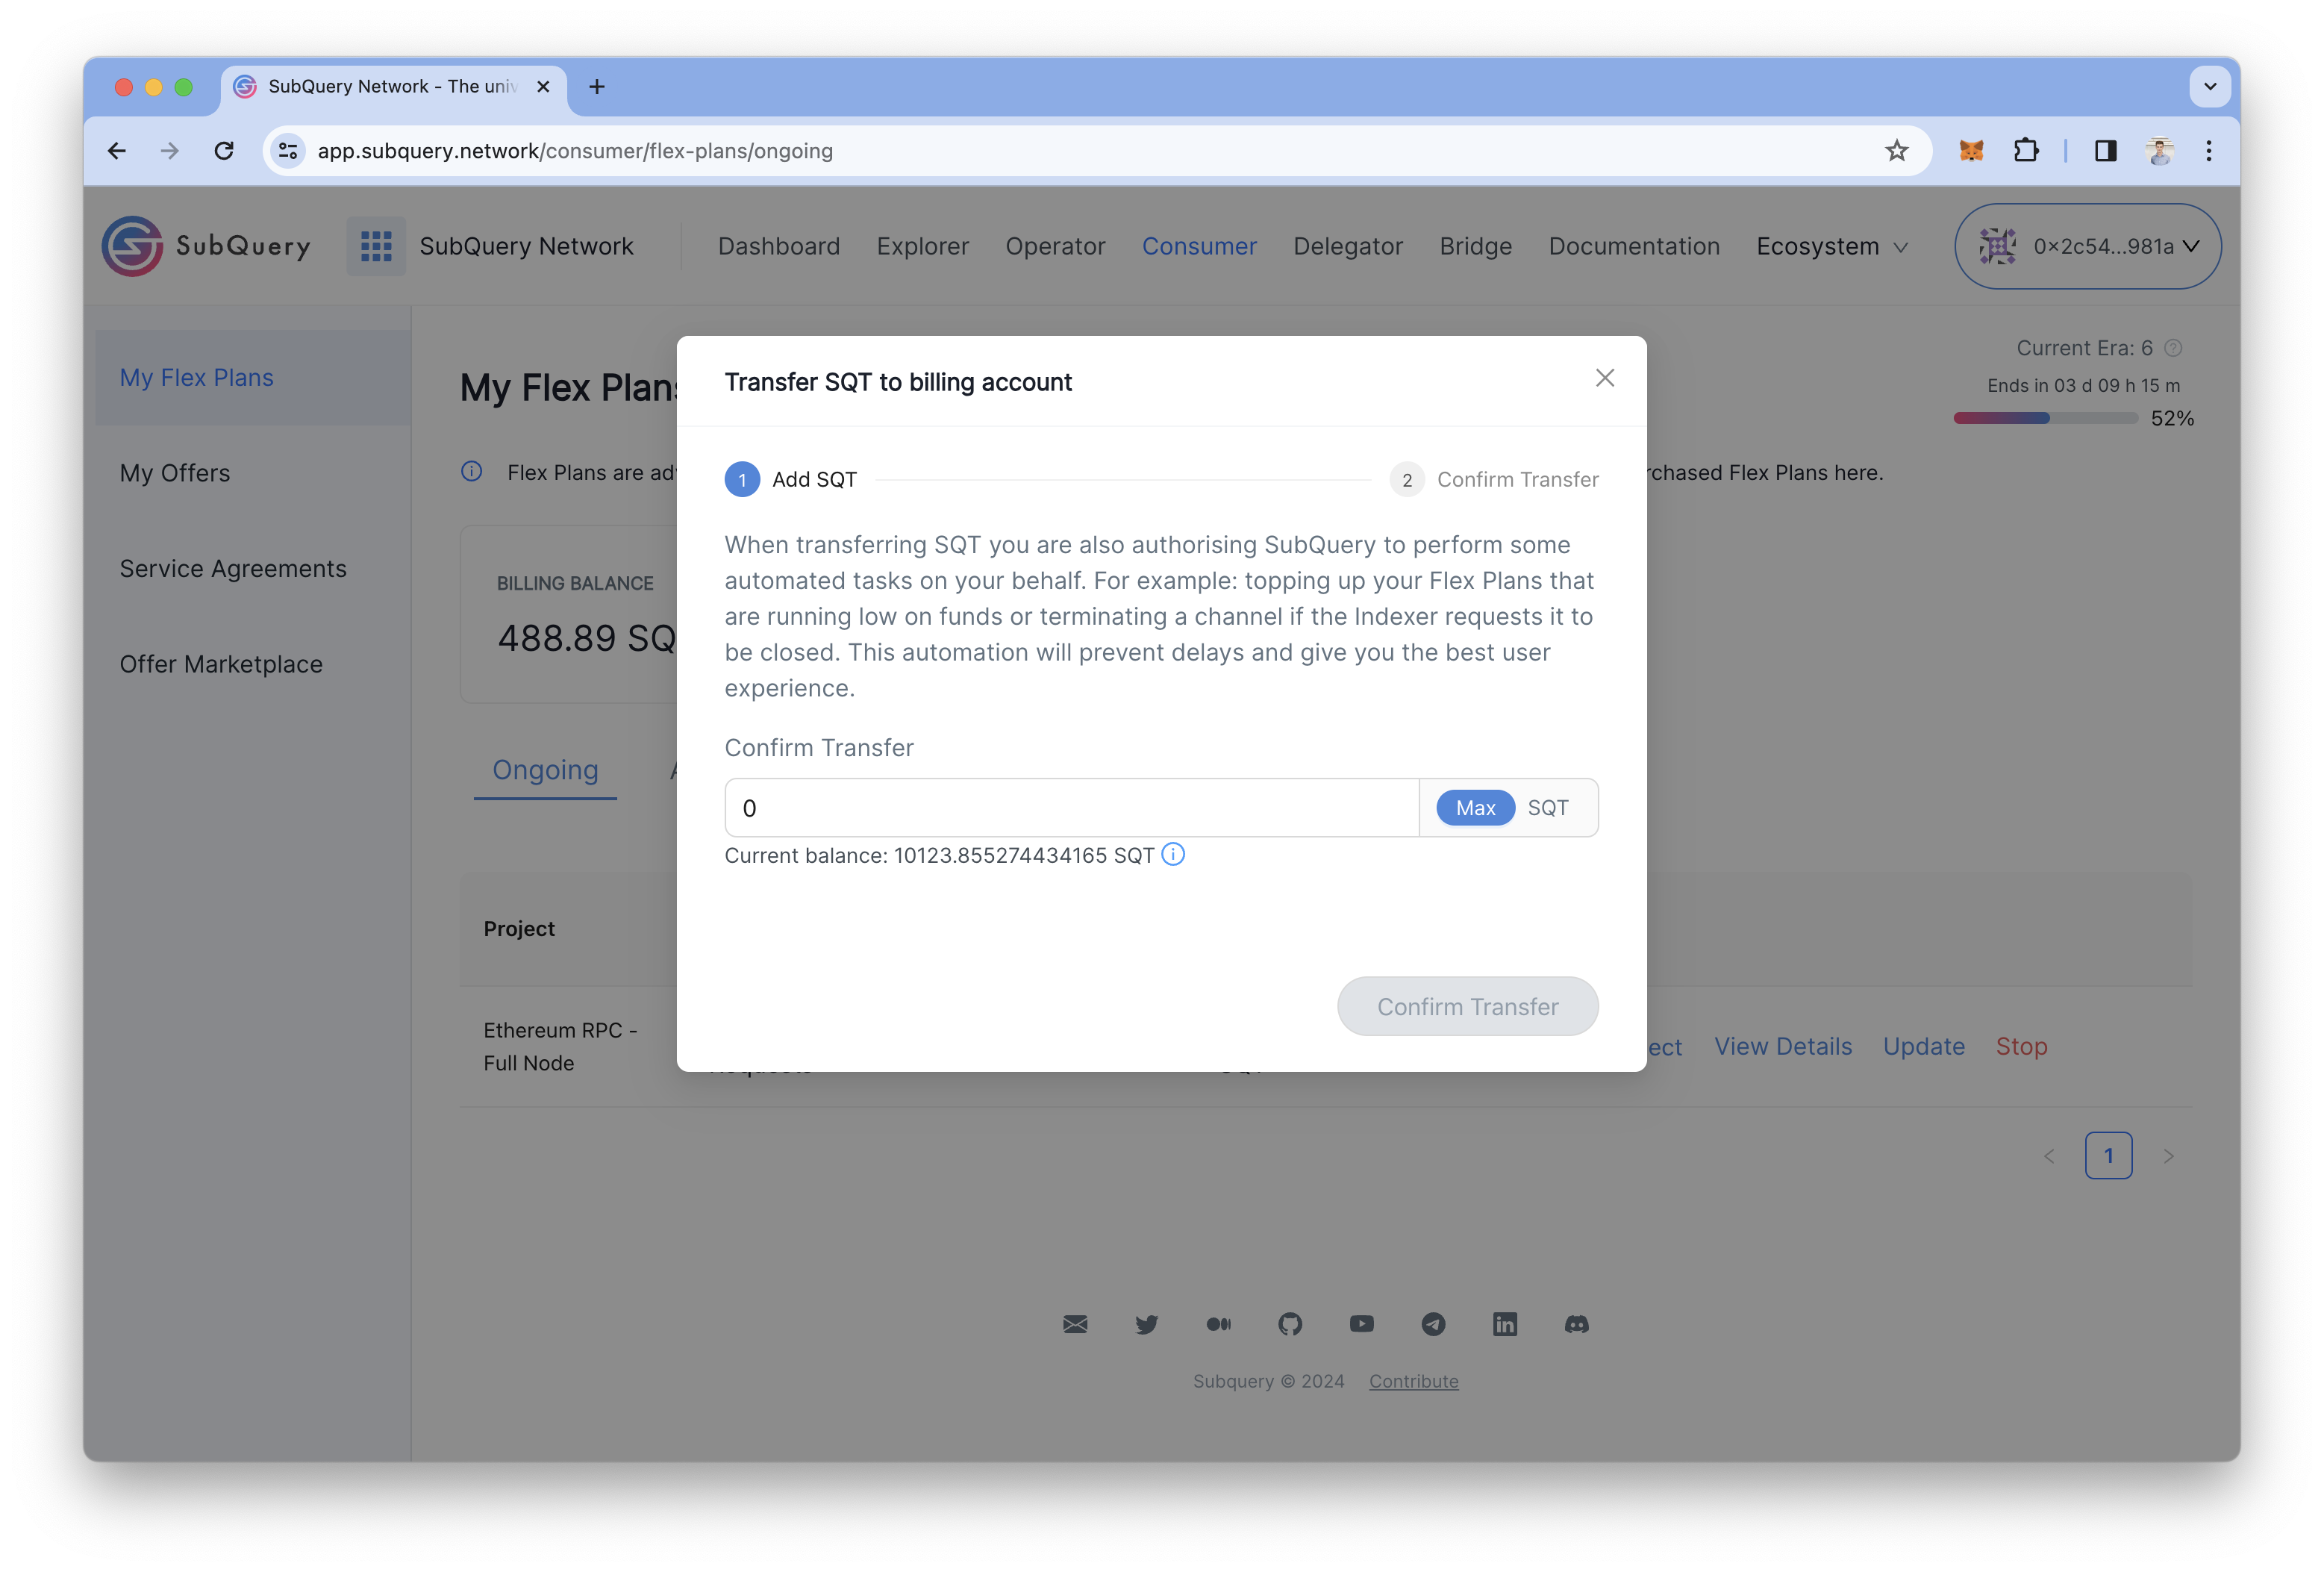 SubQuery Network - The univ
app.subquery.network/consumer/flex-plans/ongoing
SubQuery
SubQuery Network
Dashboard
Explorer
Operator
Consumer
Delegator
Bridge
Documentation
Ecosystem
0x2c54...981a
My Flex Plans
My Offers
Service Agreements
Offer Marketplace
My Flex Plans
Current Era: 6
Ends in 03 d 09 h 15 m
52%
Flex Plans are
rchased Flex Plans here.
BILLING BALANCE
488.89 SQ
Ongoing
Project
Ethereum RPC -
Full Node
ect
View Details
Update
Stop
1
Transfer SQT to billing account
1 Add SQT
2 Confirm Transfer
When transferring SQT you are also authorising SubQuery to perform some
automated tasks on your behalf. For example: topping up your Flex Plans that
are running low on funds or terminating a channel if the Indexer requests it to
be closed. This automation will prevent delays and give you the best user
experience.
Confirm Transfer
0
Max SQT
Current balance: 10123.855274434165 SQT
Confirm Transfer
Subquery © 2024
Contribute